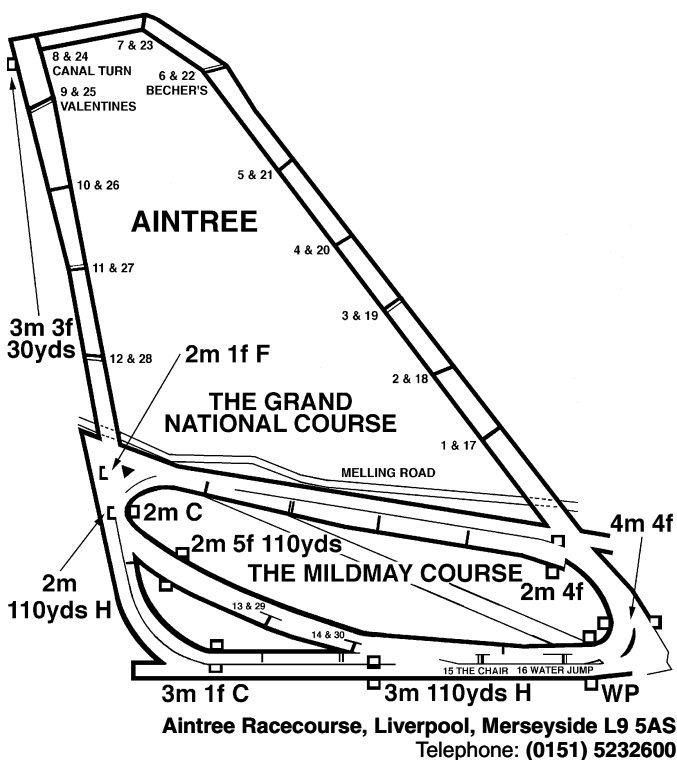 7 & 23
8 & 24
CANAL TURN
6 & 22
BECHER'S
9 & 25
VALENTINES
5 & 21
10 & 26
AINTREE
4 & 20
11 & 27
3 & 19
3m 3f
30yds
12 & 28
2m 1f F
2 & 18
THE GRAND
NATIONAL COURSE
1 & 17
MELLING ROAD
2m C
4m 4f
2m 5f 110yds
THE MILDMAY COURSE
2m
110yds H
2m 4f
13 & 29
14 & 30
15 THE CHAIR
16 WATER JUMP
3m 1f C
3m 110yds H
WP
Aintree Racecourse, Liverpool, Merseyside L9 5AS
Telephone: (0151) 5232600